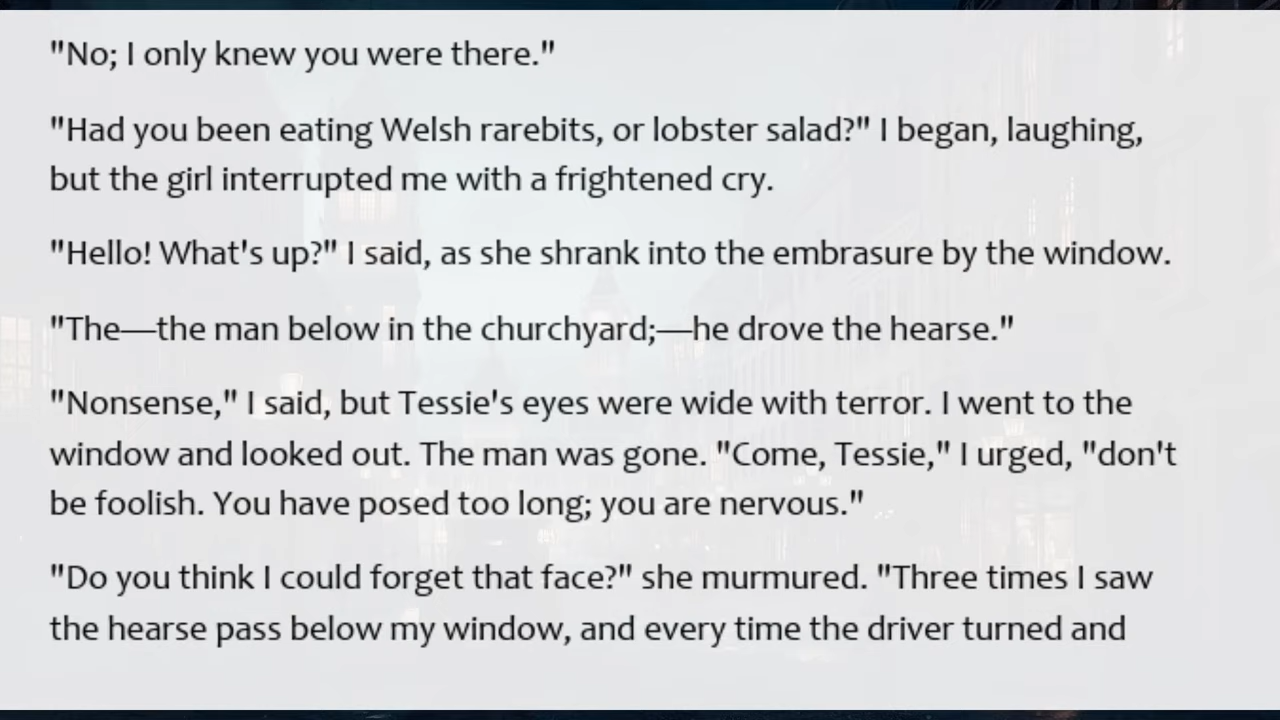 "No; I only knew you were there."
"Had you been eating Welsh rarebits, or lobster salad?" I began, laughing,
but the girl interrupted me with a frightened cry.
"Hello! What's up?" I said, as she shrank into the embrasure by the window.
"The—the man below in the churchyard;—he drove the hearse."
"Nonsense," I said, but Tessie's eyes were wide with terror. I went to the
window and looked out. The man was gone. "Come, Tessie," I urged, "don't
be foolish. You have posed too long; you are nervous."
"Do you think I could forget that face?" she murmured. "Three times I saw
the hearse pass below my window, and every time the driver turned and